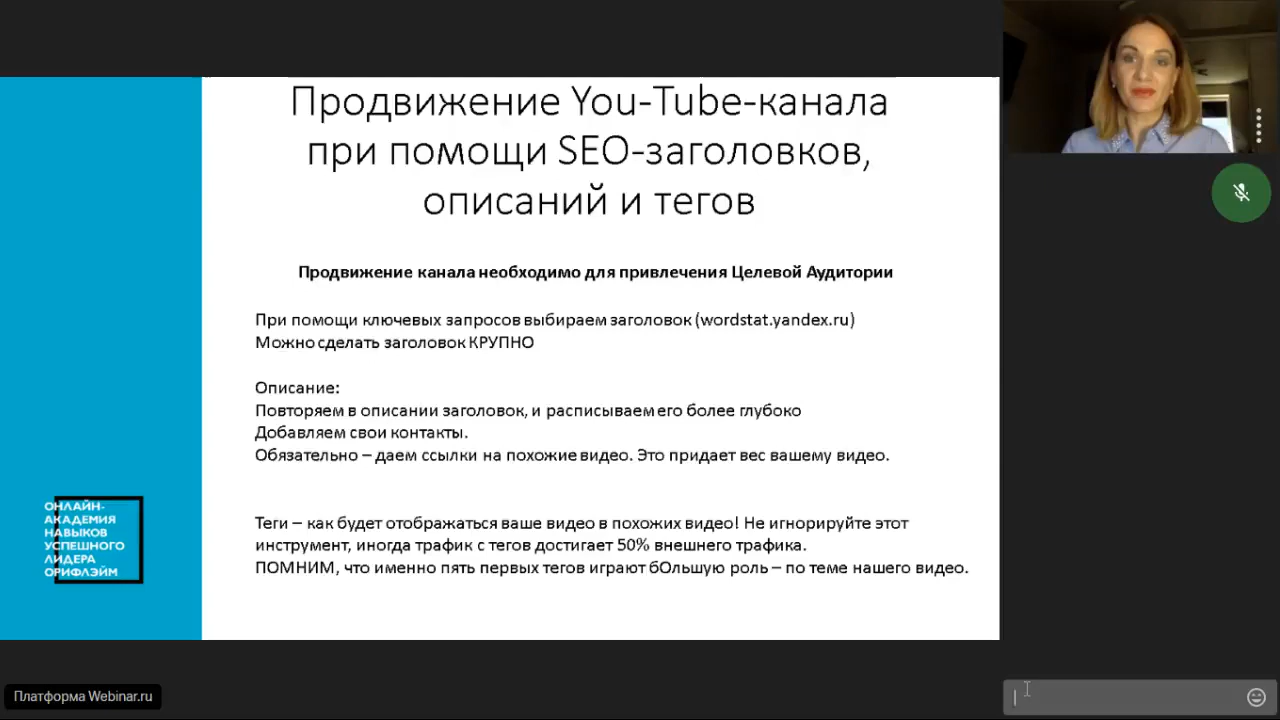 Продвижение You-Tube-канала
при помощи SEO-заголовков,
описаний и тегов
Продвижение канала необходимо для привлечения Целевой Аудитории
При помощи ключевых запросов выбираем заголовок (wordstat.yandex.ru)
Можно сделать заголовок КРУПНО
Описание:
Повторяем в описании заголовок, и расписываем его более глубоко
Добавляем свои контакты.
Обязательно – даем ссылки на похожие видео. Это придает вес вашему видео.
Теги – как будет отображаться ваше видео в похожих видео! Не игнорируйте этот
инструмент, иногда трафик с тегов достигает 50% внешнего трафика.
ПОМНИМ, что именно пять первых тегов играют бОльшую роль – по теме нашего видео.
ОНЛАЙН-
АКАДЕМИЯ
НАВЫКОВ
УСПЕШНОГО
ЛИДЕРА
ОРИФЛЭЙМ
Платформа Webinar.ru